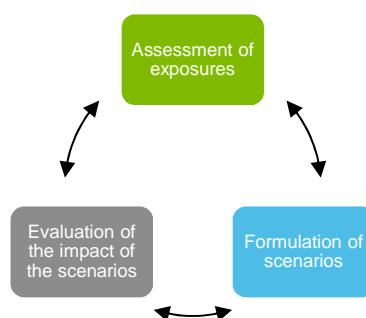 Assessment of
exposures
Evaluation of
the impact of
the scenarios
Formulation of
scenarios